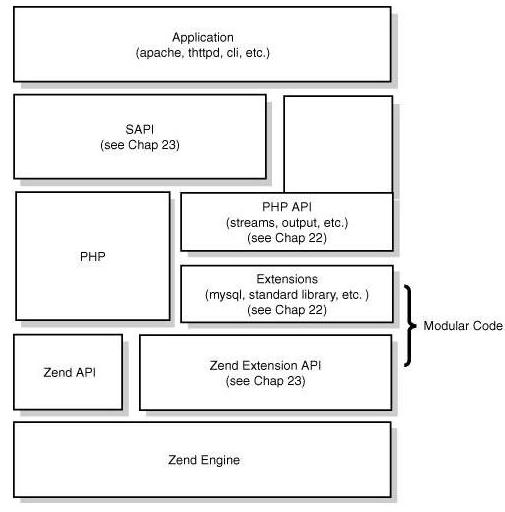 Application
(apache, thttpd, cli, etc.)
SAPI
(see Chap 23)
PHP API
(streams, output, etc.)
(see Chap 22)
PHP
Extensions
(mysql, standard library, etc. )
(see Chap 22)
Modular Code
Zend API
Zend Extension API
(see Chap 23)
Zend Engine